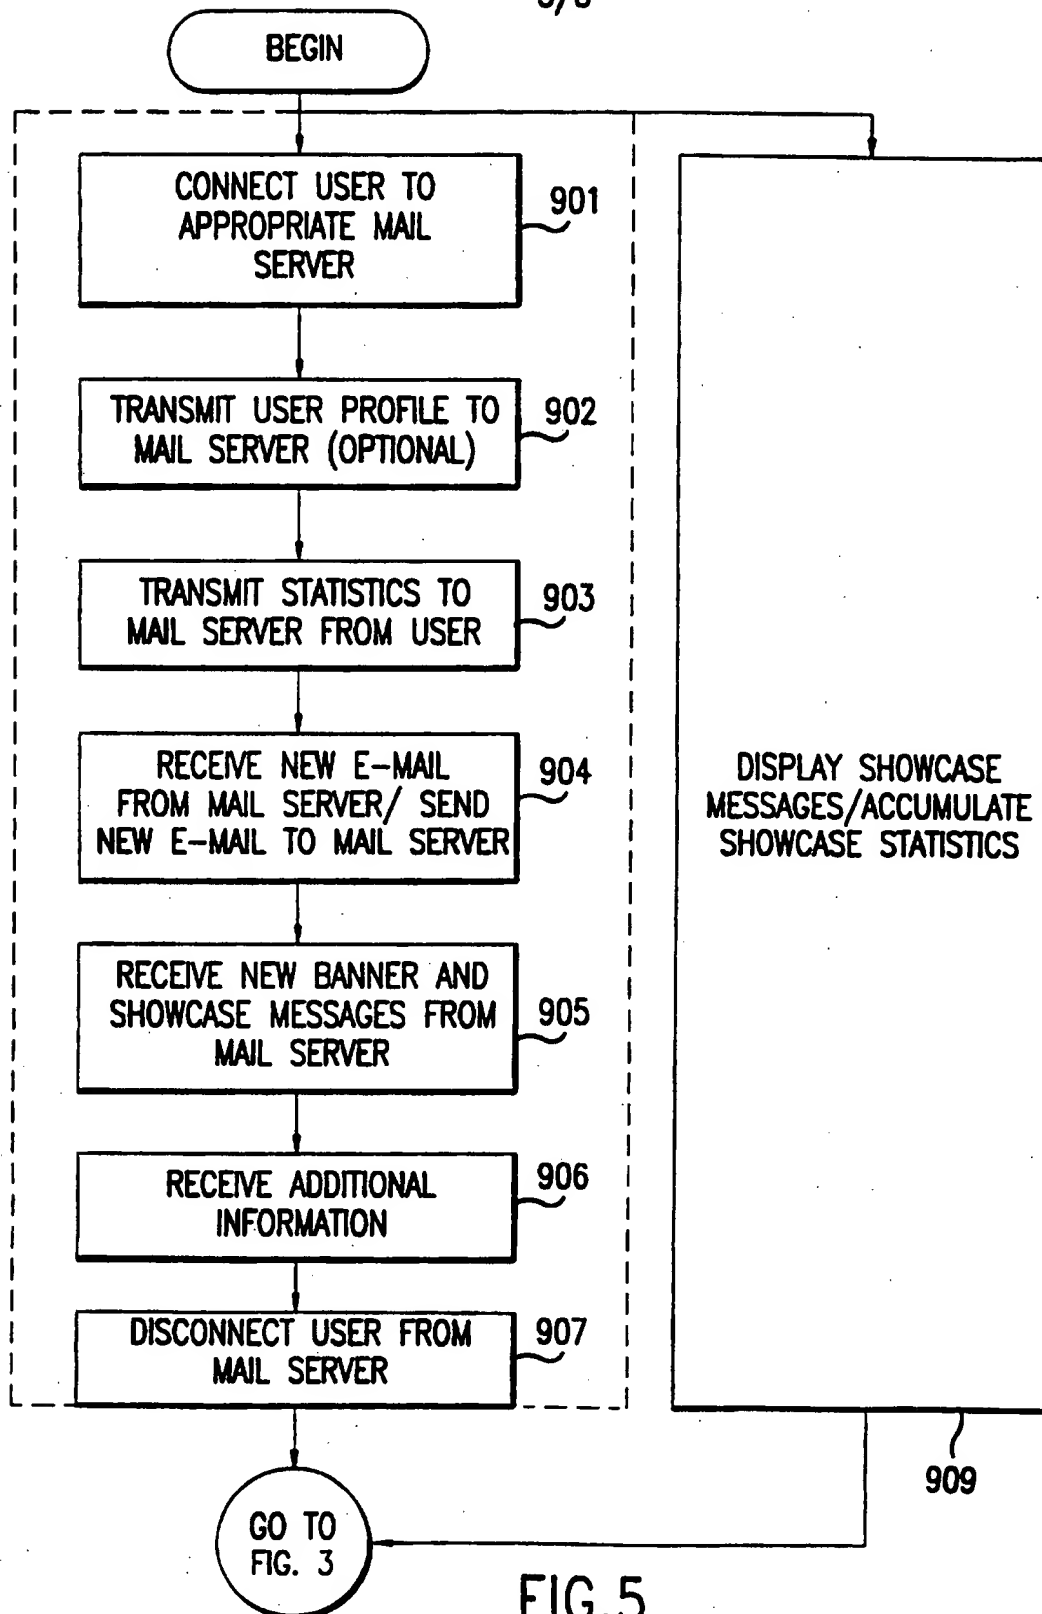 BEGIN
CONNECT USER TO
APPROPRIATE MAIL
SERVER
901
TRANSMIT USER PROFILE TO
MAIL SERVER (OPTIONAL)
902
TRANSMIT STATISTICS TO
MAIL SERVER FROM USER
903
RECEIVE NEW E-MAIL
FROM MAIL SERVER/ SEND
NEW E-MAIL TO MAIL SERVER
904
RECEIVE NEW BANNER AND
SHOWCASE MESSAGES FROM
MAIL SERVER
905
RECEIVE ADDITIONAL
INFORMATION
906
DISCONNECT USER FROM
MAIL SERVER
907
DISPLAY SHOWCASE
MESSAGES/ACCUMULATE
SHOWCASE STATISTICS
909
GO TO
FIG. 3
FIG.5